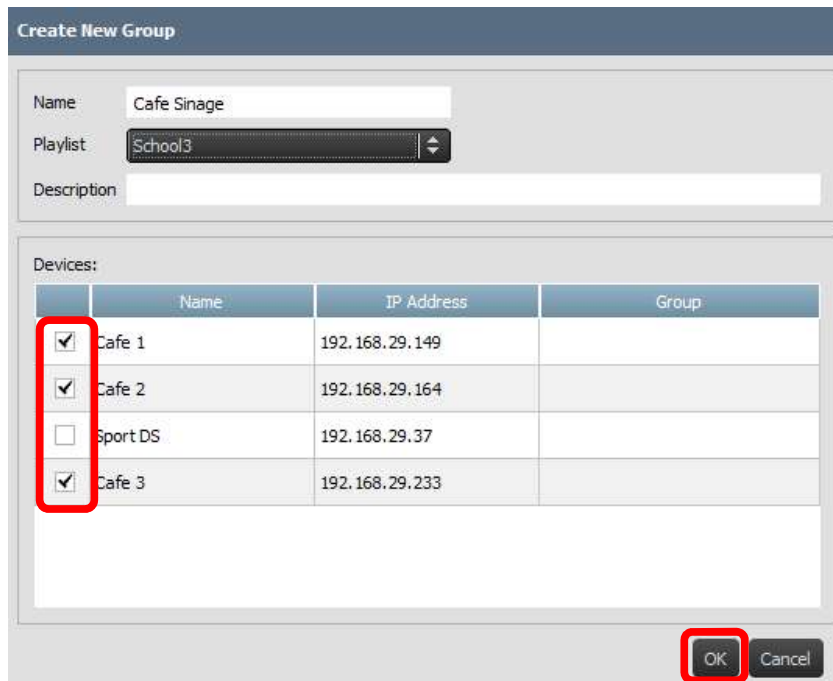 Create New Group
Name Cafe Sinage
Playlist School3
Description
Devices:
Name IP Address Group
Cafe 1 192.168.29.149
Cafe 2 192.168.29.164
Sport DS 192.168.29.37
Cafe 3 192.168.29.233
OK Cancel